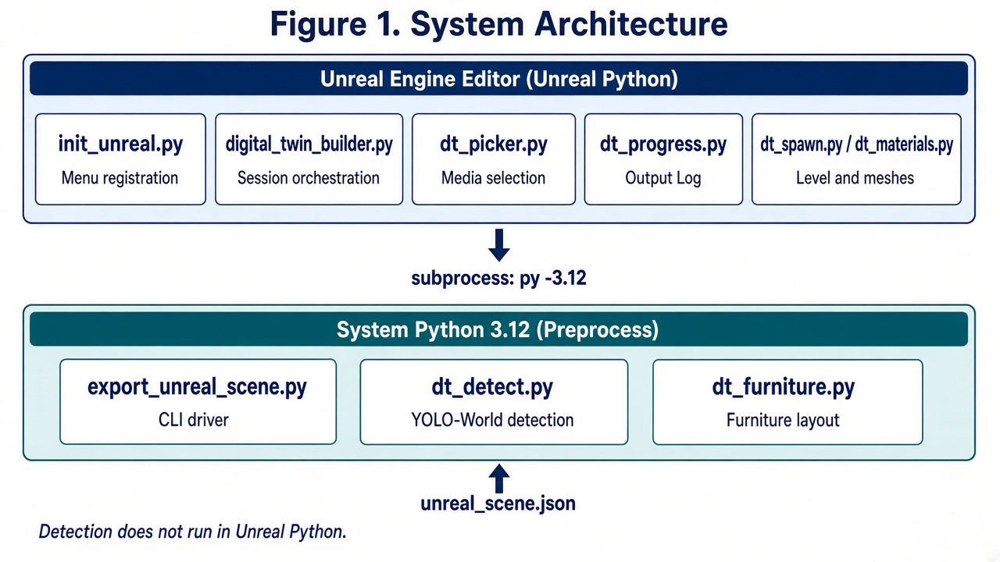 Figure 1. System Architecture
Unreal Engine Editor (Unreal Python)
init_unreal.py
Menu registration
digital_twin_builder.py
Session orchestration
dt_picker.py
Media selection
dt_progress.py
Output Log
dt_spawn.py / dt_materials.py
Level and meshes
subprocess: py -3.12
System Python 3.12 (Preprocess)
export_unreal_scene.py
CLI driver
dt_detect.py
YOLO-World detection
dt_furniture.py
Furniture layout
unreal_scene.json
Detection does not run in Unreal Python.